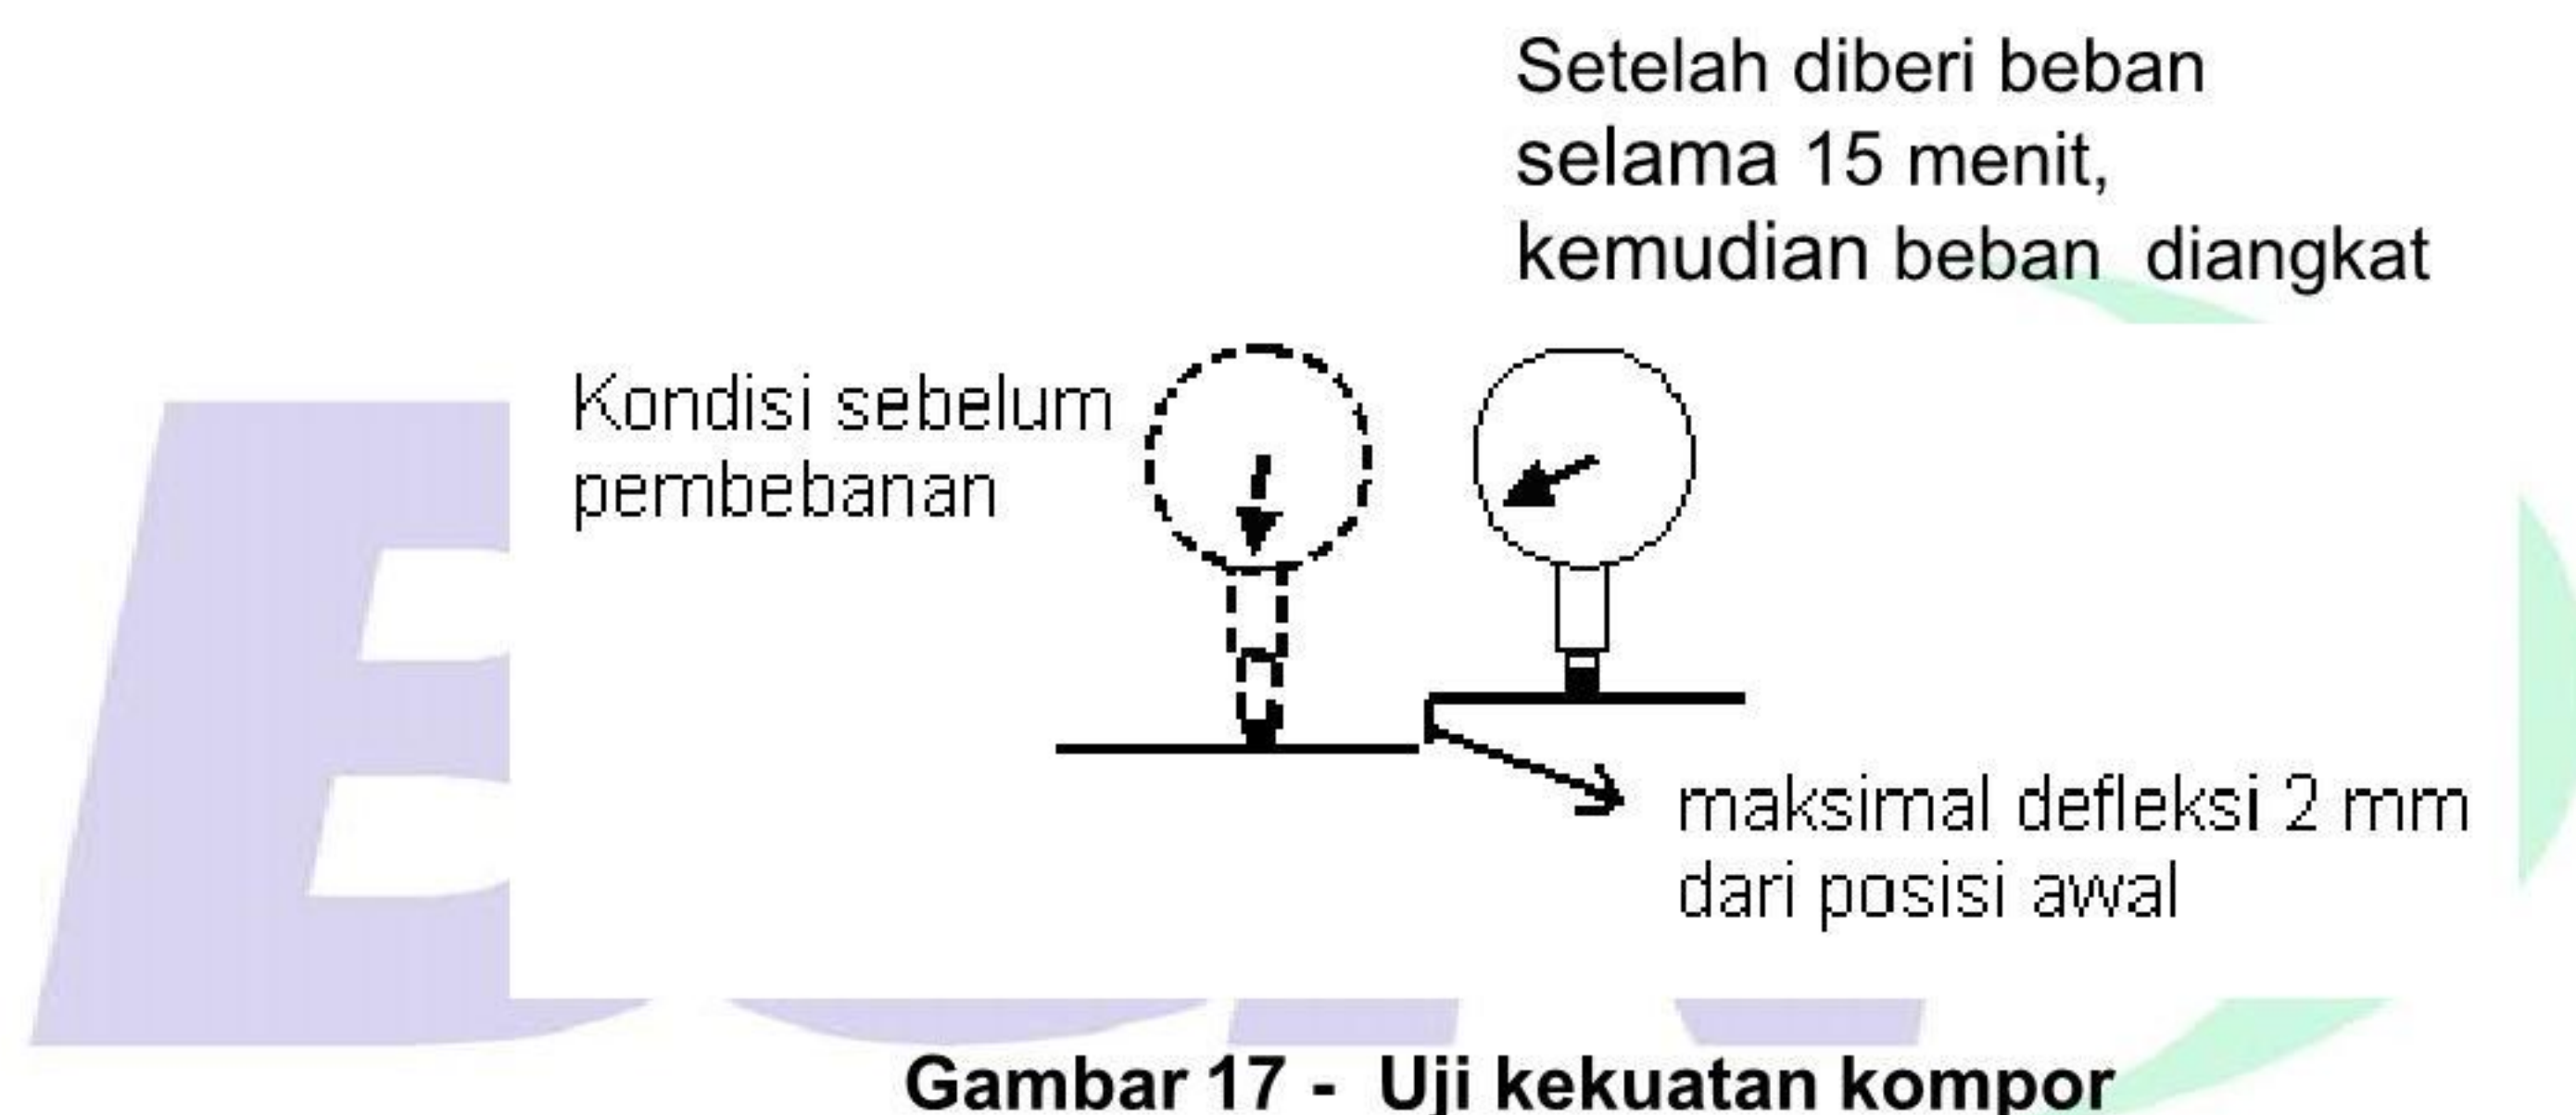 Setelah diberi beban
selama 15 menit,
kemudian beban diangkat
Kondisi sebelum
pembebanan
maksimal defleksi 2 mm
dari posisi awal
Gambar 17 - Uji kekuatan kompor